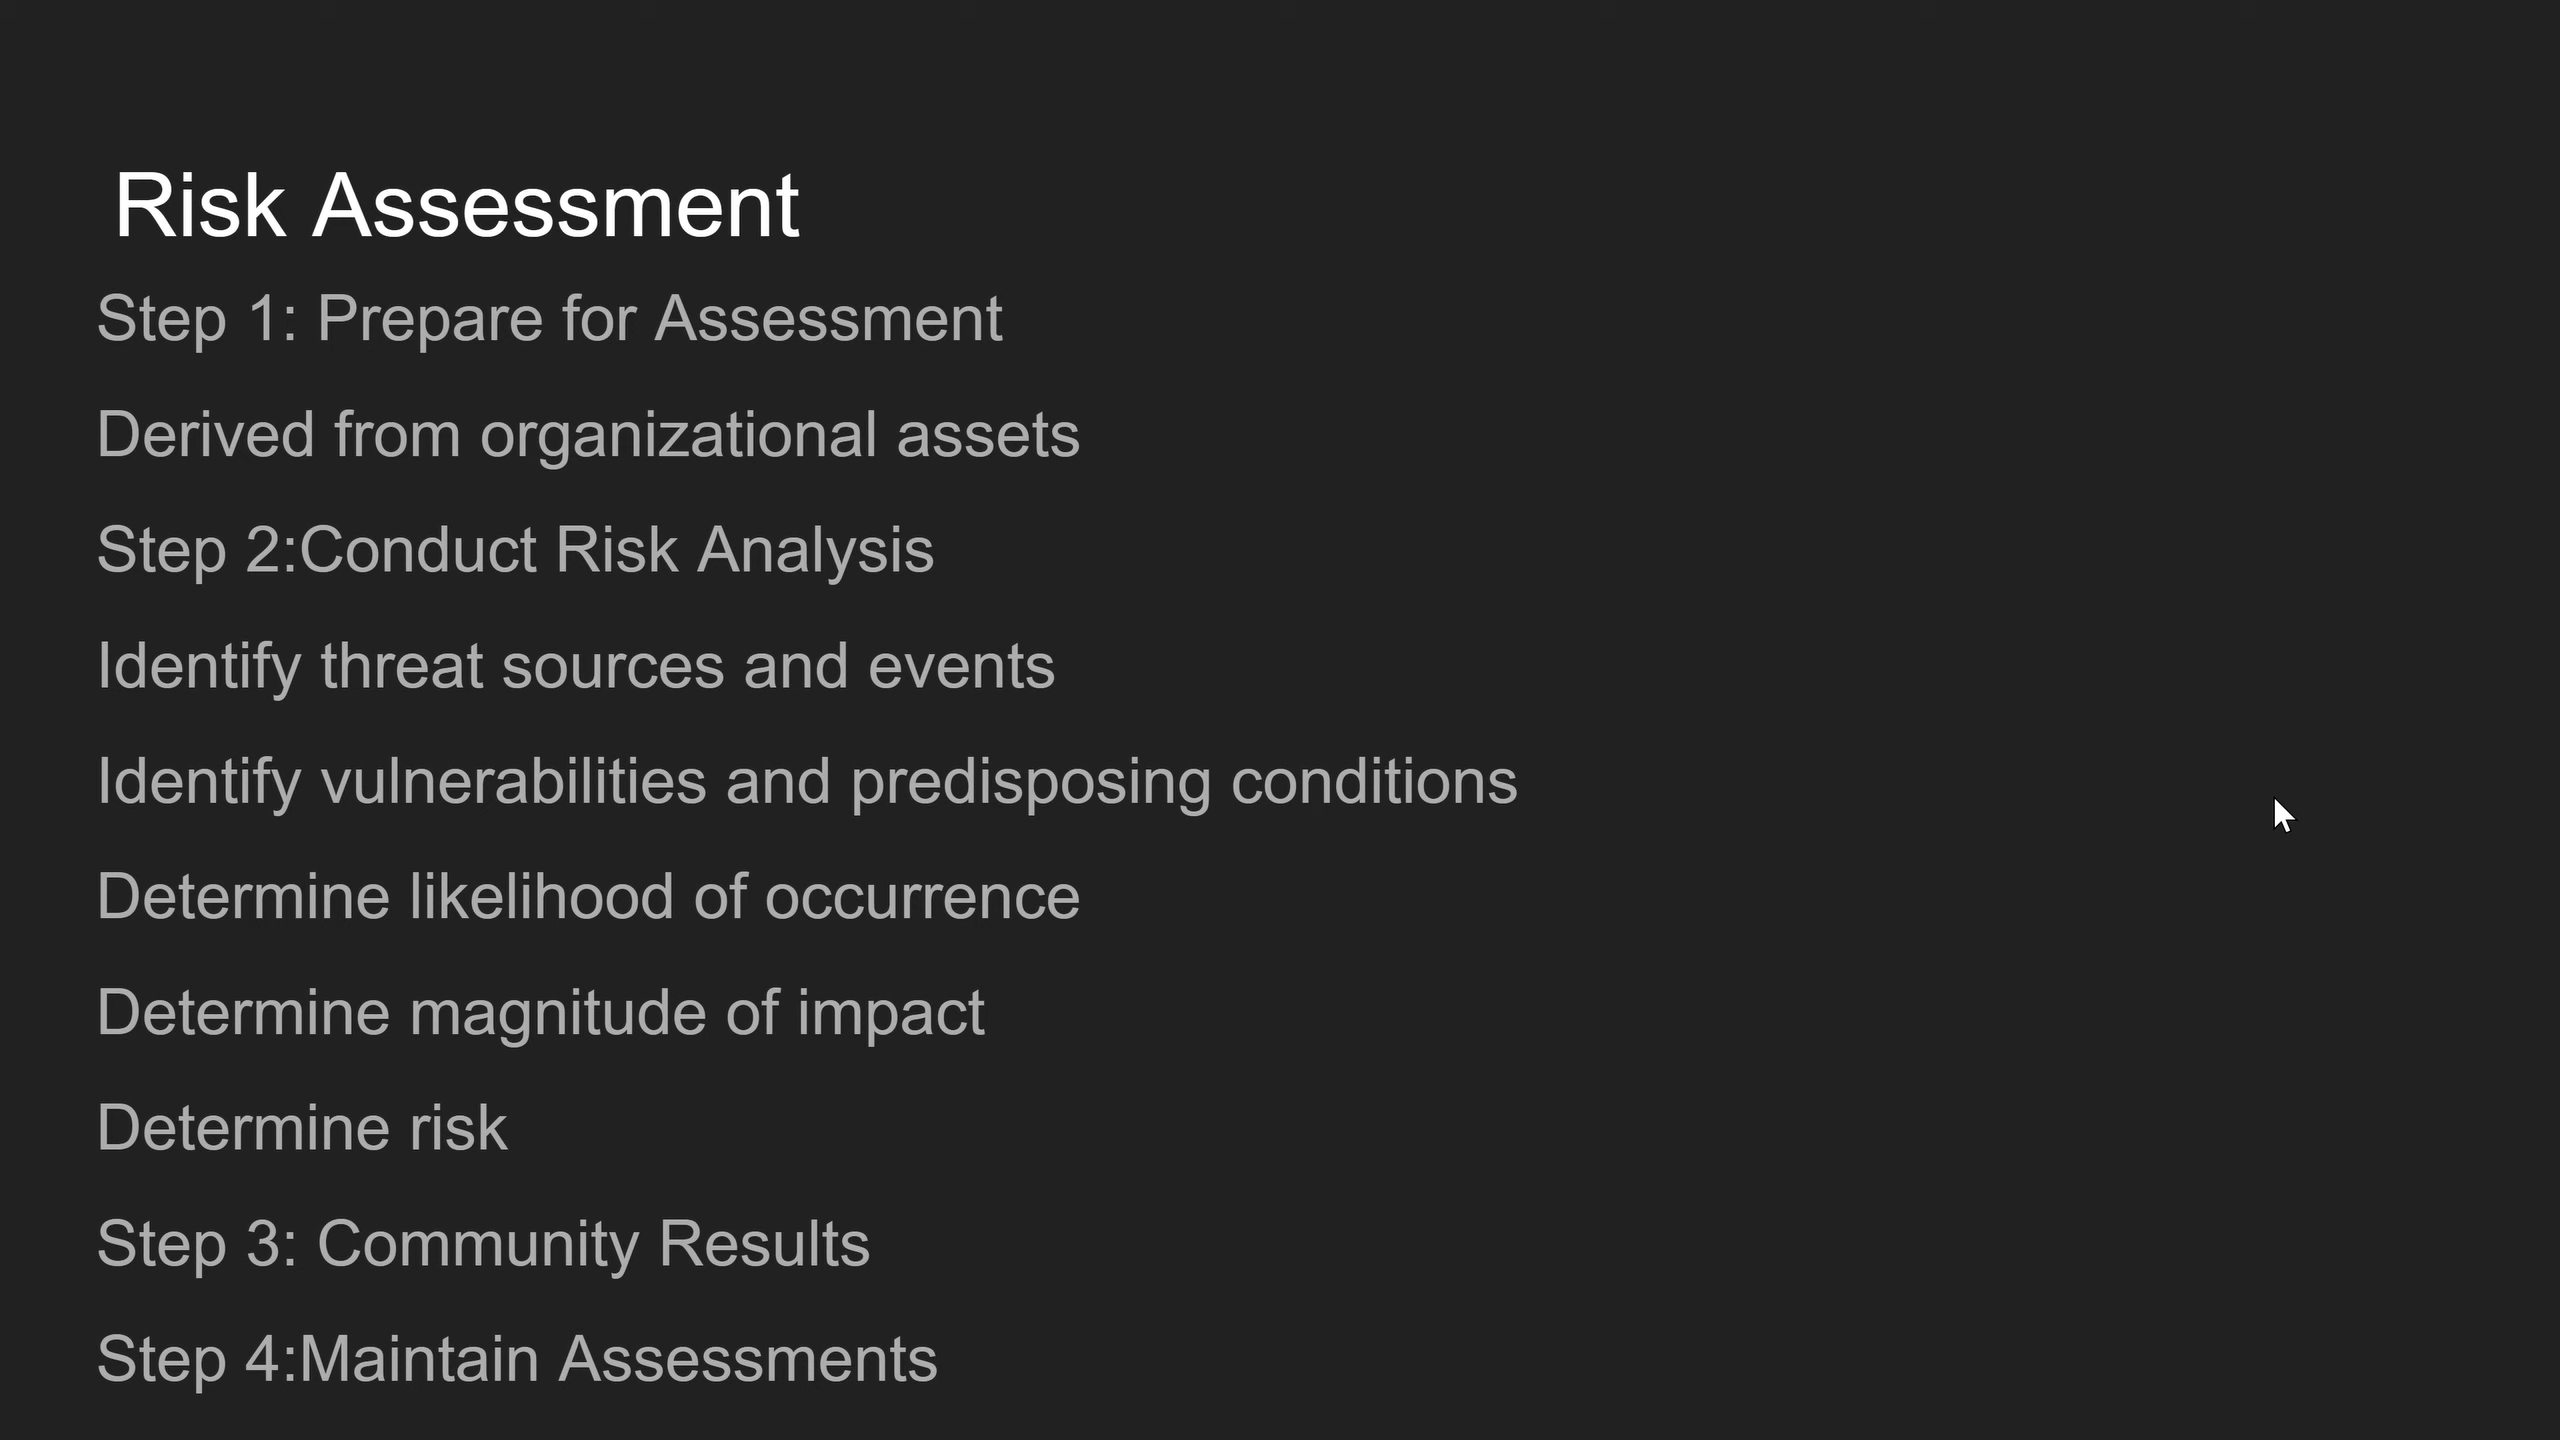 Risk Assessment
Step 1: Prepare for Assessment
Derived from organizational assets
Step 2:Conduct Risk Analysis
Identify threat sources and events
Identify vulnerabilities and predisposing conditions
Determine likelihood of occurrence
Determine magnitude of impact
Determine risk
Step 3: Community Results
Step 4:Maintain Assessments